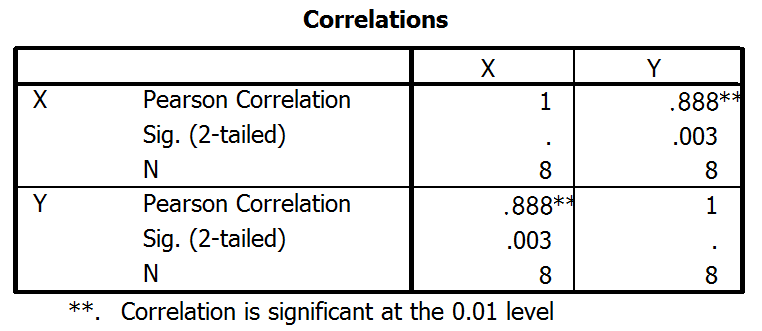 Correlations
X Y
X Pearson Correlation 1 .888**
Sig. (2-tailed) . .003
N 8 8
Y Pearson Correlation .888** 1
Sig. (2-tailed) .003 .
N 8 8
**. Correlation is significant at the 0.01 level